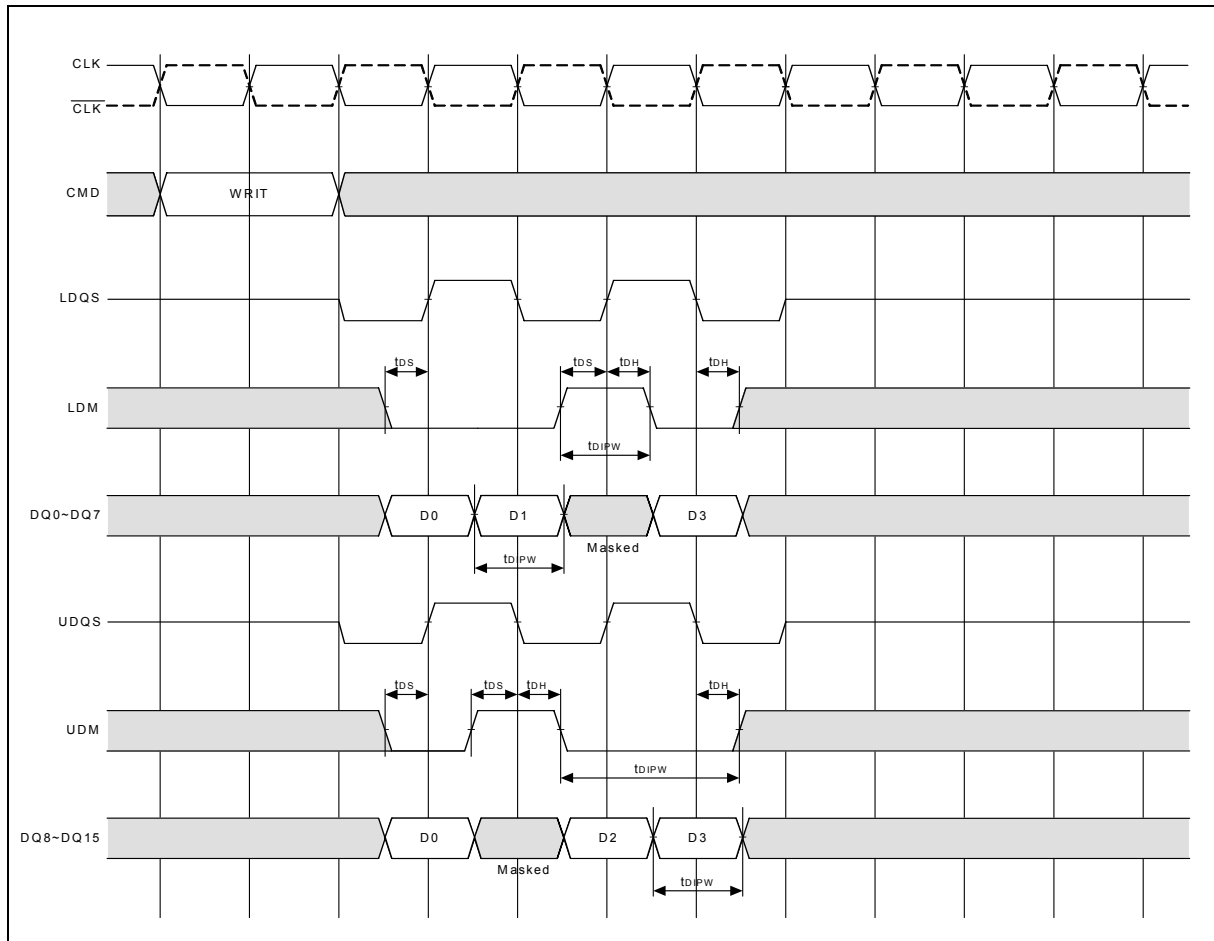 CLK
CLK
CMD
WRIT
LDQS
tDS
tDS
tDH
tDH
LDM
tDIPW
DQ0~DQ7
D0
D1
D3
Masked
tDIPW
UDQS
tDS
tDS
tDH
tDH
UDM
tDIPW
DQ8~DQ15
D0
D2
D3
Masked
tDIPW